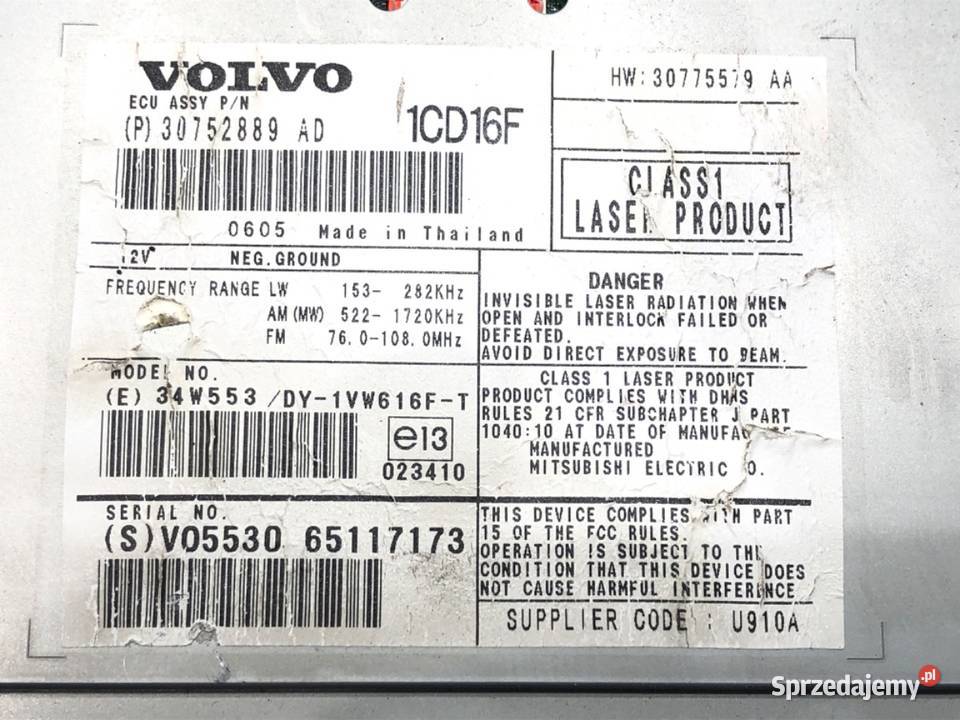 VOLVO
ECU ASSY P/N
(P) 30752889 AD
1CD16F
0605 Made in Thailand
HW: 30775579 AA
CLASS1
LASER PRODUCT
12V NEG. GROUND
FREQUENCY RANGE LW 153- 282KHz
AM (MW) 522- 1720KHz
FM 76.0-108.0MHz
MODEL NO.
(E) 34W553 /DY-1VW616F-T
e13
023410
SERIAL NO.
(S) V05530 65117173
DANGER
INVISIBLE LASER RADIATION WHEN
OPEN AND INTERLOCK FAILED OR
DEFEATED.
AVOID DIRECT EXPOSURE TO BEAM.
CLASS 1 LASER PRODUCT
PRODUCT COMPLIES WITH DHHS
RULES 21 CFR SUBCHAPTER J PART
1040:10 AT DATE OF
MANUFACTURED
MITSUBISHI ELECTRIC
THIS DEVICE COMPLIES WITH PART
15 OF THE FCC RULES.
OPERATION IS SUBJECT TO THE
CONDITION THAT THIS DEVICE DOES
NOT CAUSE HARMFUL INTERFERENCE
SUPPLIER CODE : U910A
Sprzedajemy.pl